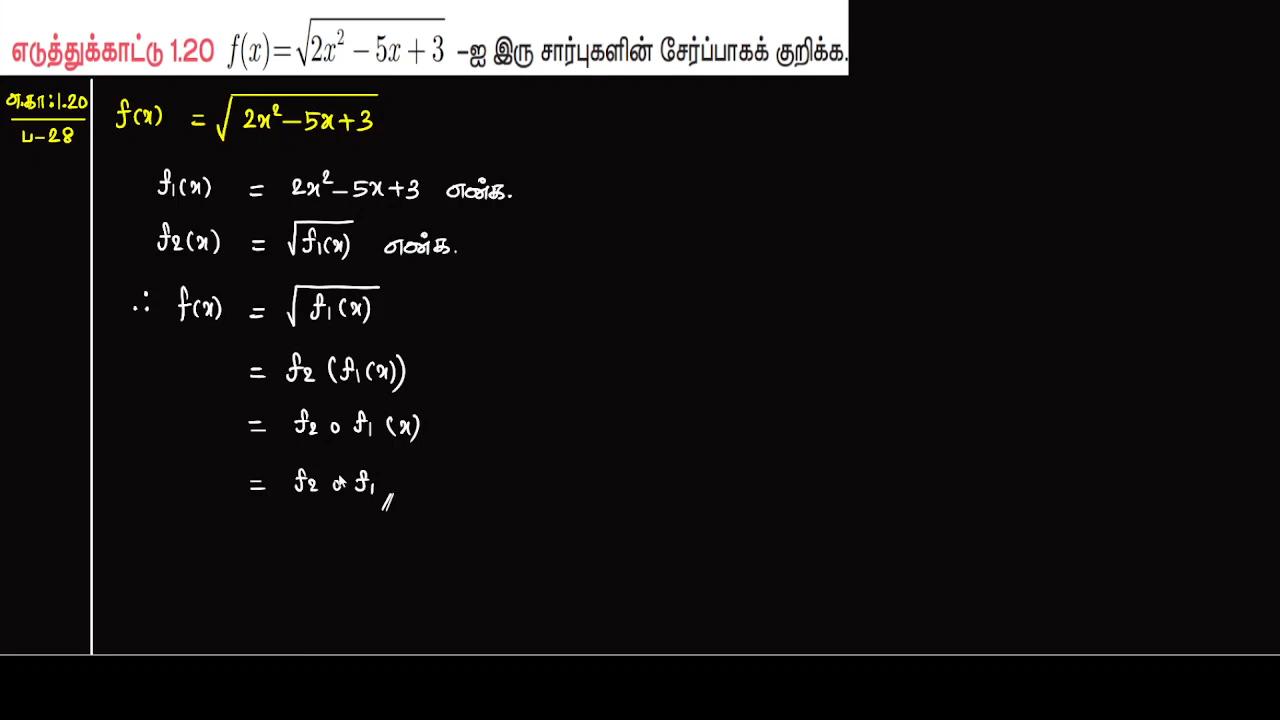 எடுத்துக்காட்டு 1.20 f(x)=√(2x² − 5x + 3) -ஐ இரு சார்புகளின் சேர்ப்பாகக் குறிக்க.
எ.கா : 1.20
ப - 28
f(x) = √(2x² − 5x + 3)
f₁(x) = 2x² − 5x + 3 என்க.
f₂(x) = √(f₁(x)) என்க.
∴ f(x) = √(f₁(x))
= f₂ (f₁(x))
= f₂ o f₁ (x)
= f₂ o f₁ //